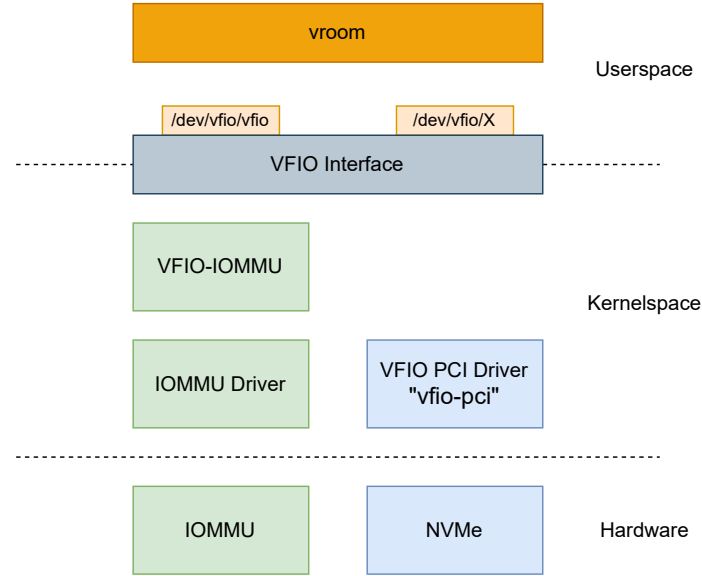 vroom
Userspace
/dev/vfio/vfio
/dev/vfio/X
VFIO Interface
VFIO-IOMMU
Kernelspace
IOMMU Driver
VFIO PCI Driver
"vfio-pci"
IOMMU
NVMe
Hardware